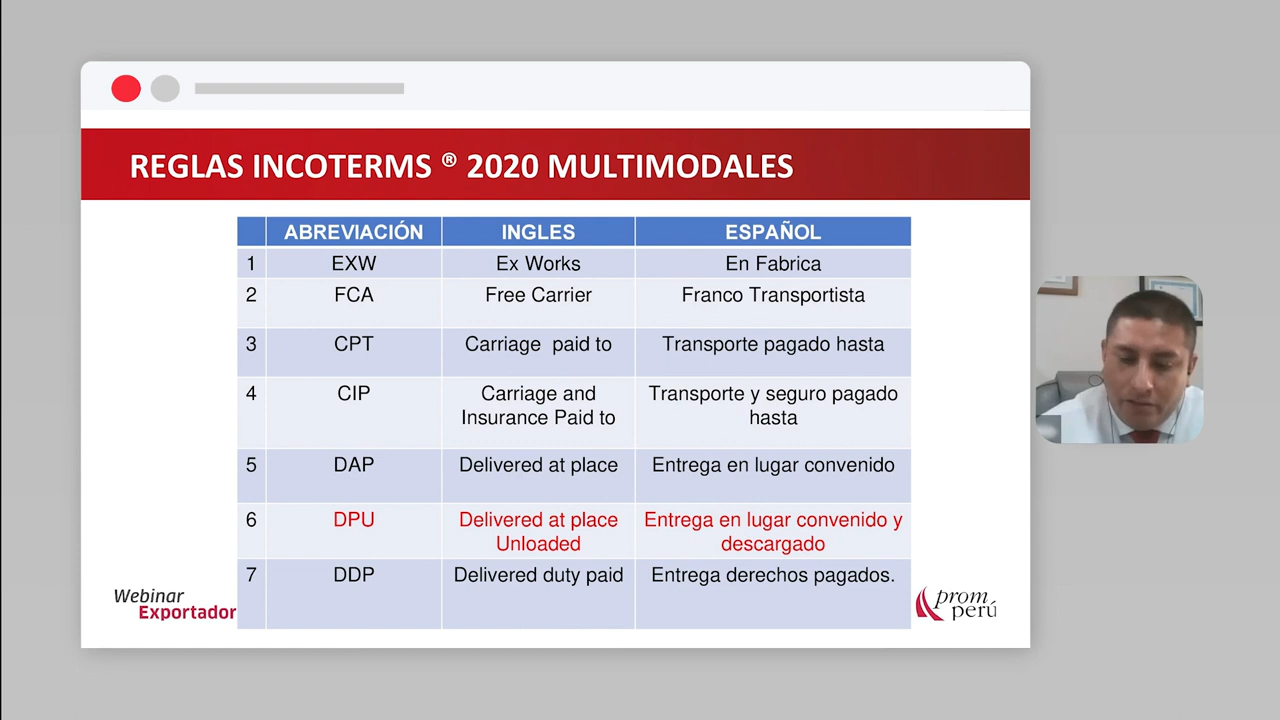 REGLAS INCOTERMS ® 2020 MULTIMODALES
ABREVIACIÓN INGLES ESPAÑOL
1 EXW Ex Works En Fabrica
2 FCA Free Carrier Franco Transportista
3 CPT Carriage paid to Transporte pagado hasta
4 CIP Carriage and Transporte y seguro pagado
Insurance Paid to hasta
5 DAP Delivered at place Entrega en lugar convenido
6 DPU Delivered at place Entrega en lugar convenido y
Unloaded descargado
7 DDP Delivered duty paid Entrega derechos pagados.
Webinar
Exportador
prom
perú